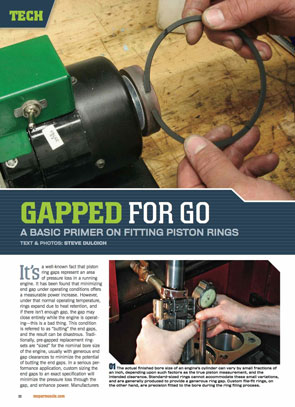 TECH
GAPPED FOR GO
A BASIC PRIMER ON FITTING PISTON RINGS
TEXT & PHOTOS: STEVE DULCICH
It's a well-known fact that piston
ring gaps represent an area
of pressure loss in a running
engine. It has been found that minimizing
end gap under operating conditions offers
a measurable power increase. However,
under that normal operating temperature,
rings expand due to heat retention, and
if there isn't enough gap, the gap may
close entirely while the engine is operat-
ing—this is a bad thing. This condition
is referred to as "butting" the end gaps,
and the result can be disastrous. Tradi-
tionally, pre-gapped replacement ring
sets are "sized" for the nominal bore size
of the engine, usually with generous end
gap clearances to minimize the potential
of butting the end gaps. In a serious per-
formance application, custom sizing the
end gaps to an exact specification will
minimize the pressure loss through the
gap, and enhance power. Manufacturers
01 The actual finished bore size of an engine's cylinder can vary by small fractions of
an inch, depending upon such factors as the true piston measurement, and the
intended clearance. Standard-sized rings cannot accommodate these small variations,
and are generally produced to provide a generous ring gap. Custom file-fit rings, on
the other hand, are precision fitted to the bore during the ring filing process.